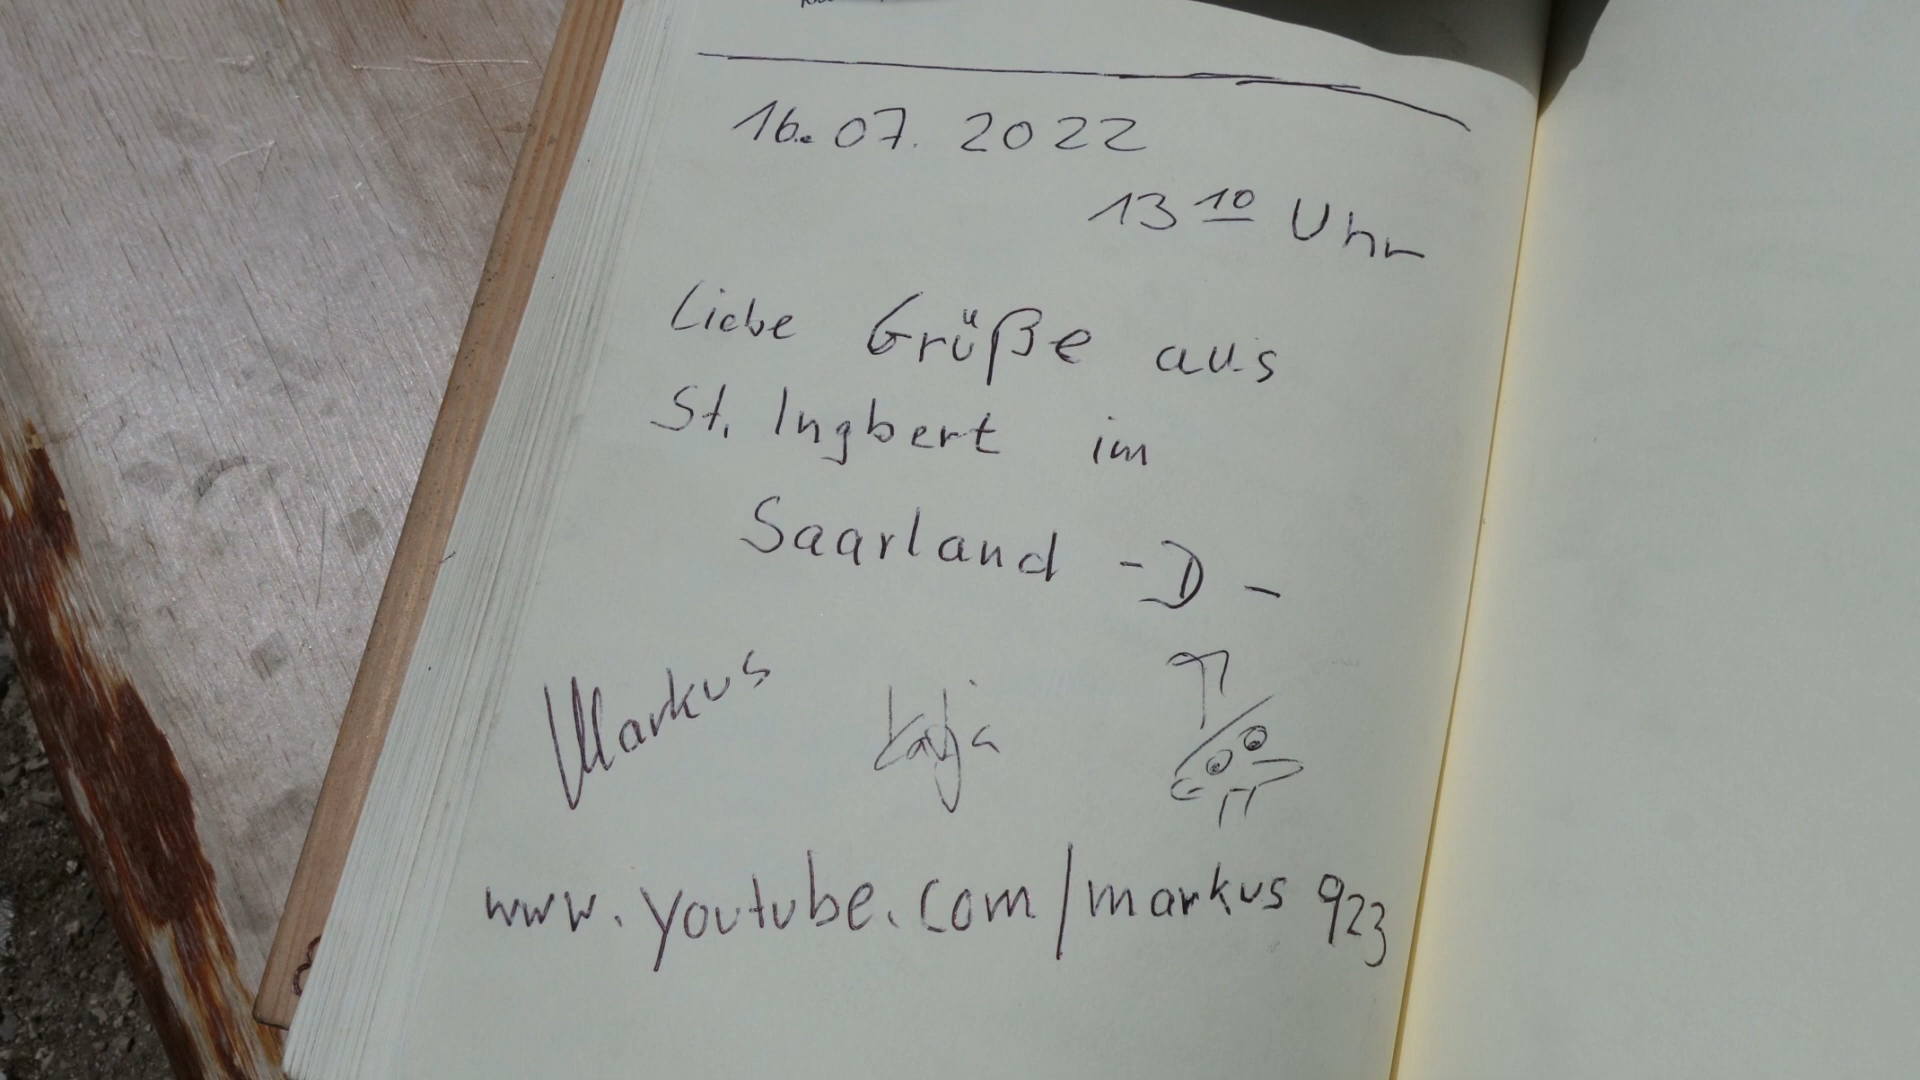 16.07.2022
13 10 Uhr
Liebe Grüße aus
St. Ingbert im
Saarland -D-
Markus Katja
www.youtube.com/markus923